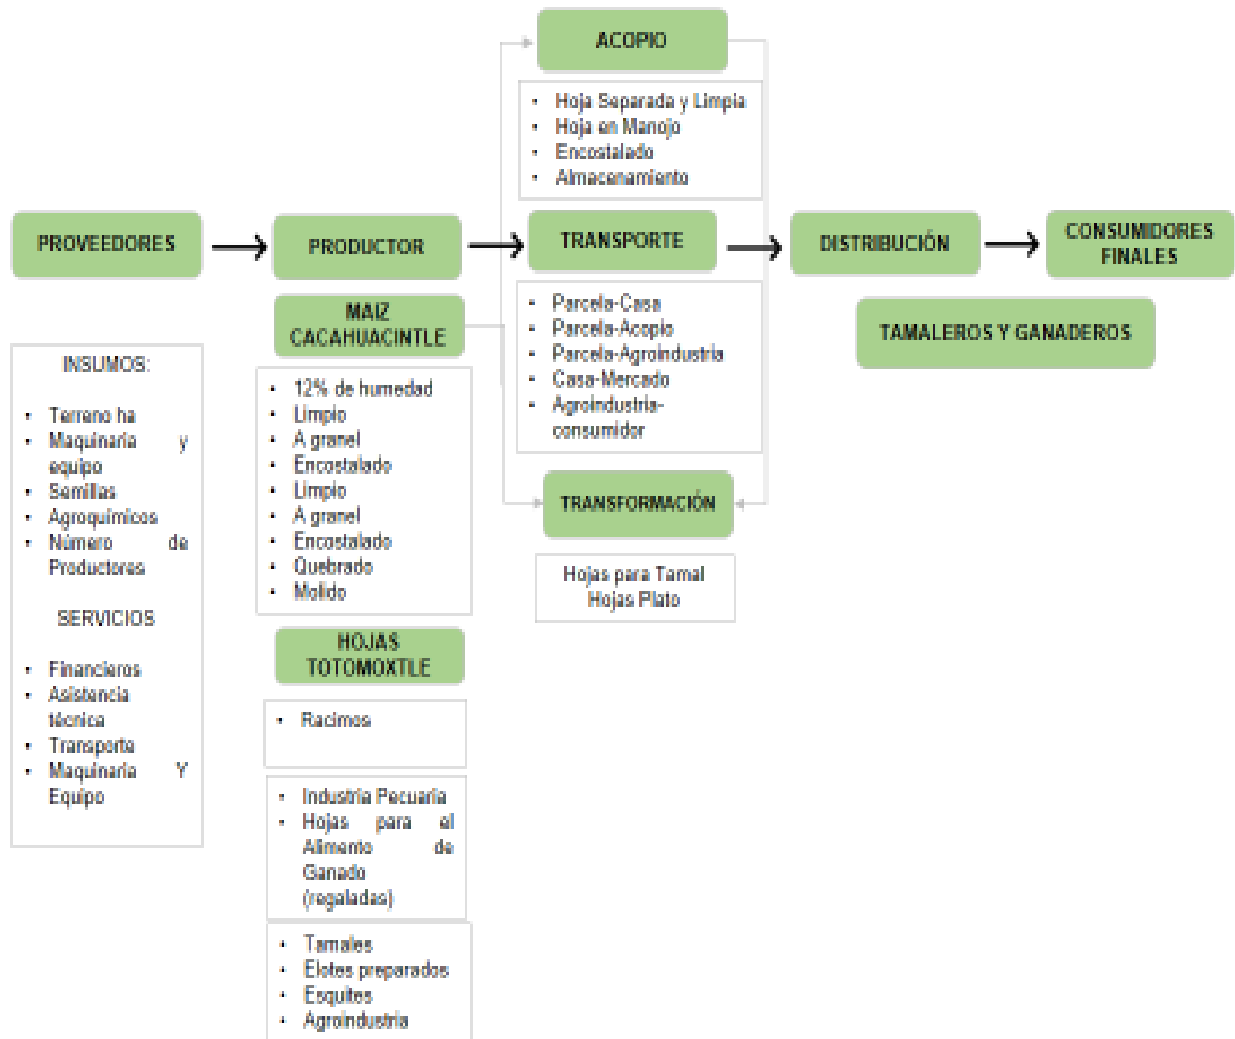 ACOPIO
• Hoja Separada y Limpia
• Hoja en Manojo
• Encostalado
• Almacenamiento
PROVEEDORES
PRODUCTOR
TRANSPORTE
DISTRIBUCIÓN
CONSUMIDORES
FINALES
MAIZ
CACAHUACINTLE
TAMALEROS Y GANADEROS
INSUMOS:
• Terreno ha
• Maquinaria y
equipo
• Semillas
• Agroquímicos
• Número de
Productores
SERVICIOS
• Financieros
• Asistencia
técnica
• Transporte
• Maquinaria Y
Equipo
• 12% de humedad
• Limpio
• A granel
• Encostalado
• Limpio
• A granel
• Encostalado
• Quebrado
• Molido
HOJAS
TOTOMOXTLE
• Racimos
• Industria Pecuaria
• Hojas para el
Alimento de
Ganado
(regaladas)
• Tamales
• Elotes preparados
• Esquites
• Agroindustria
• Parcela-Casa
• Parcela-Acopio
• Parcela-Agroindustria
• Casa-Mercado
• Agroindustria-
consumidor
TRANSFORMACIÓN
Hojas para Tamal
Hojas Plato